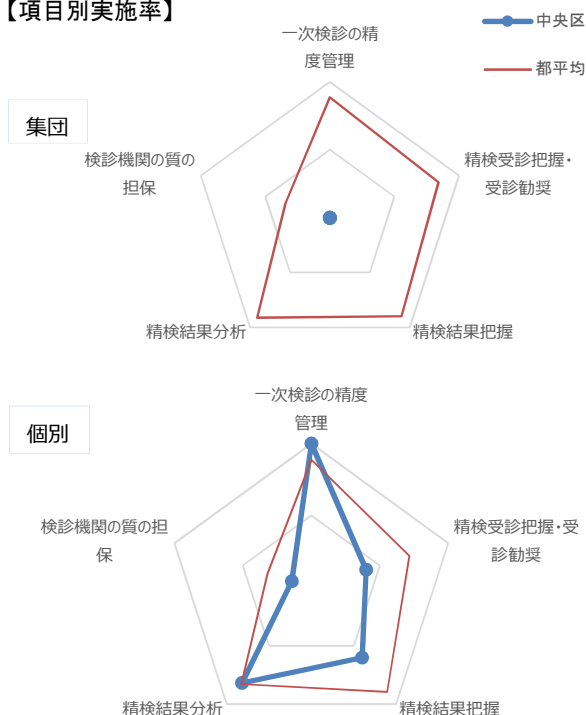 【項目別実施率】
中央区
都平均
集団
一次検診の精
度管理
精検受診把握・
受診勧奨
精検結果把握
精検結果分析
検診機関の質の
担保
個別
一次検診の精度
管理
精検受診把握・受
診勧奨
精検結果把握
精検結果分析
検診機関の質の担
保